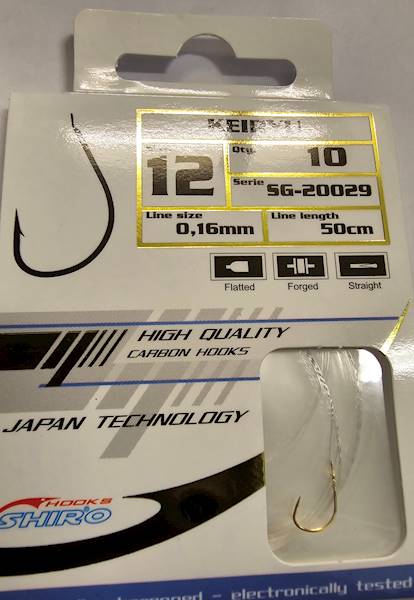 Qty.
12
10
Serie
SG-20029
Line size
0,16mm
Line length
50cm
Flatted
Forged
Straight
HIGH QUALITY
CARBON HOOKS
JAPAN TECHNOLOGY
HOOKS
SHIRO
- electronically tested